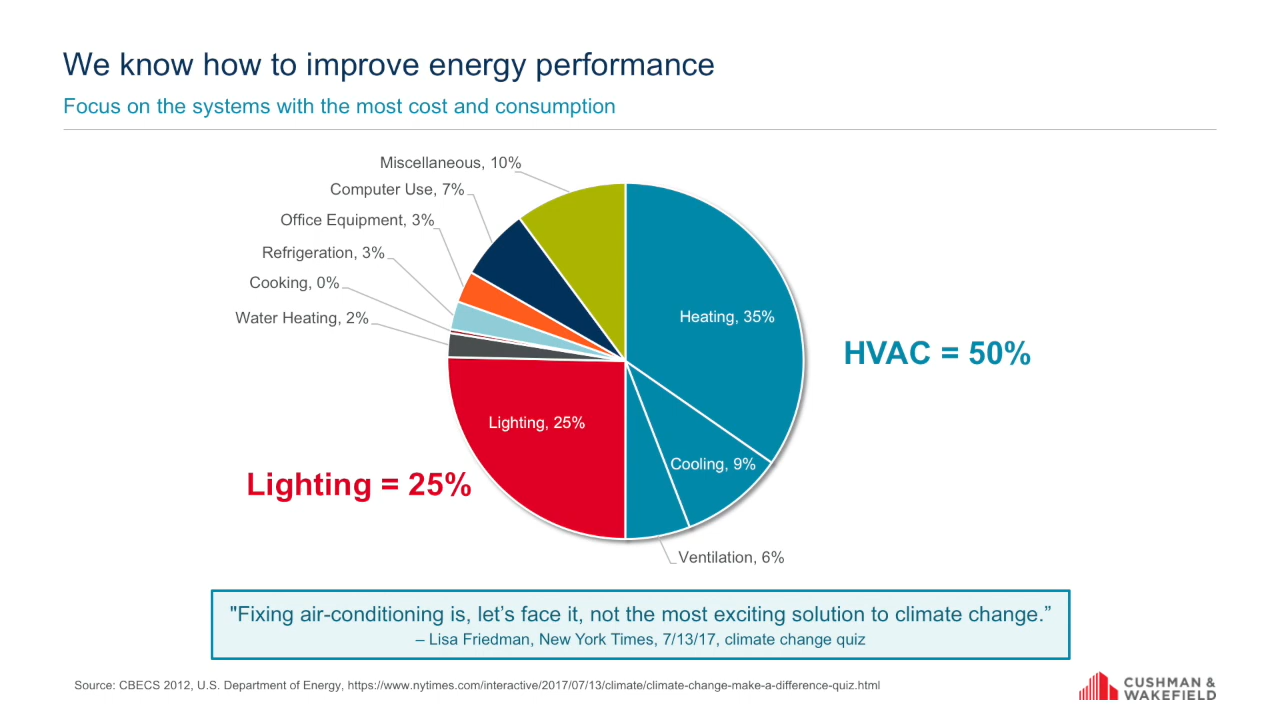 We know how to improve energy performance
Focus on the systems with the most cost and consumption
Miscellaneous, 10%
Computer Use, 7%
Office Equipment, 3%
Refrigeration, 3%
Cooking, 0%
Water Heating, 2%
Heating, 35%
HVAC = 50%
Lighting, 25%
Cooling, 9%
Lighting = 25%
Ventilation, 6%
"Fixing air-conditioning is, let’s face it, not the most exciting solution to climate change.”
– Lisa Friedman, New York Times, 7/13/17, climate change quiz
Source: CBECS 2012, U.S. Department of Energy, https://www.nytimes.com/interactive/2017/07/13/climate/climate-change-make-a-difference-quiz.html
CUSHMAN &
WAKEFIELD